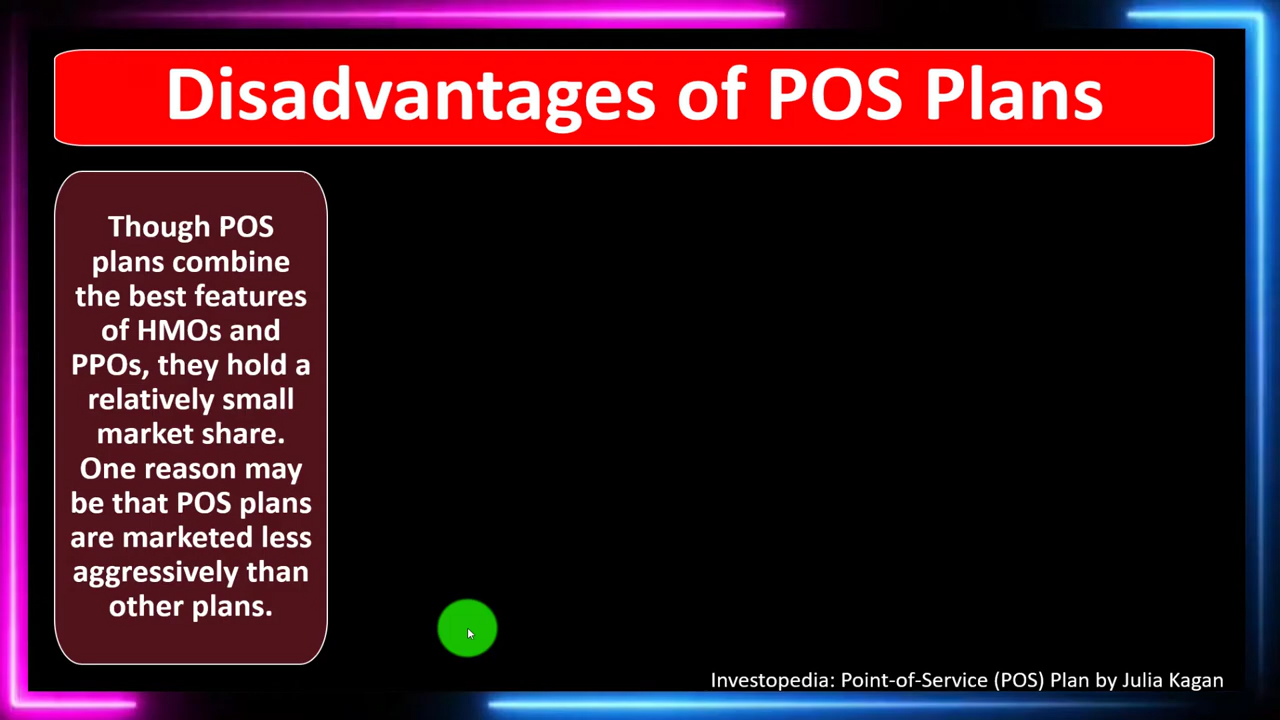 Disadvantages of POS Plans
Though POS
plans combine
the best features
of HMOs and
PPOs, they hold a
relatively small
market share.
One reason may
be that POS plans
are marketed less
aggressively than
other plans.
Investopedia: Point-of-Service (POS) Plan by Julia Kagan